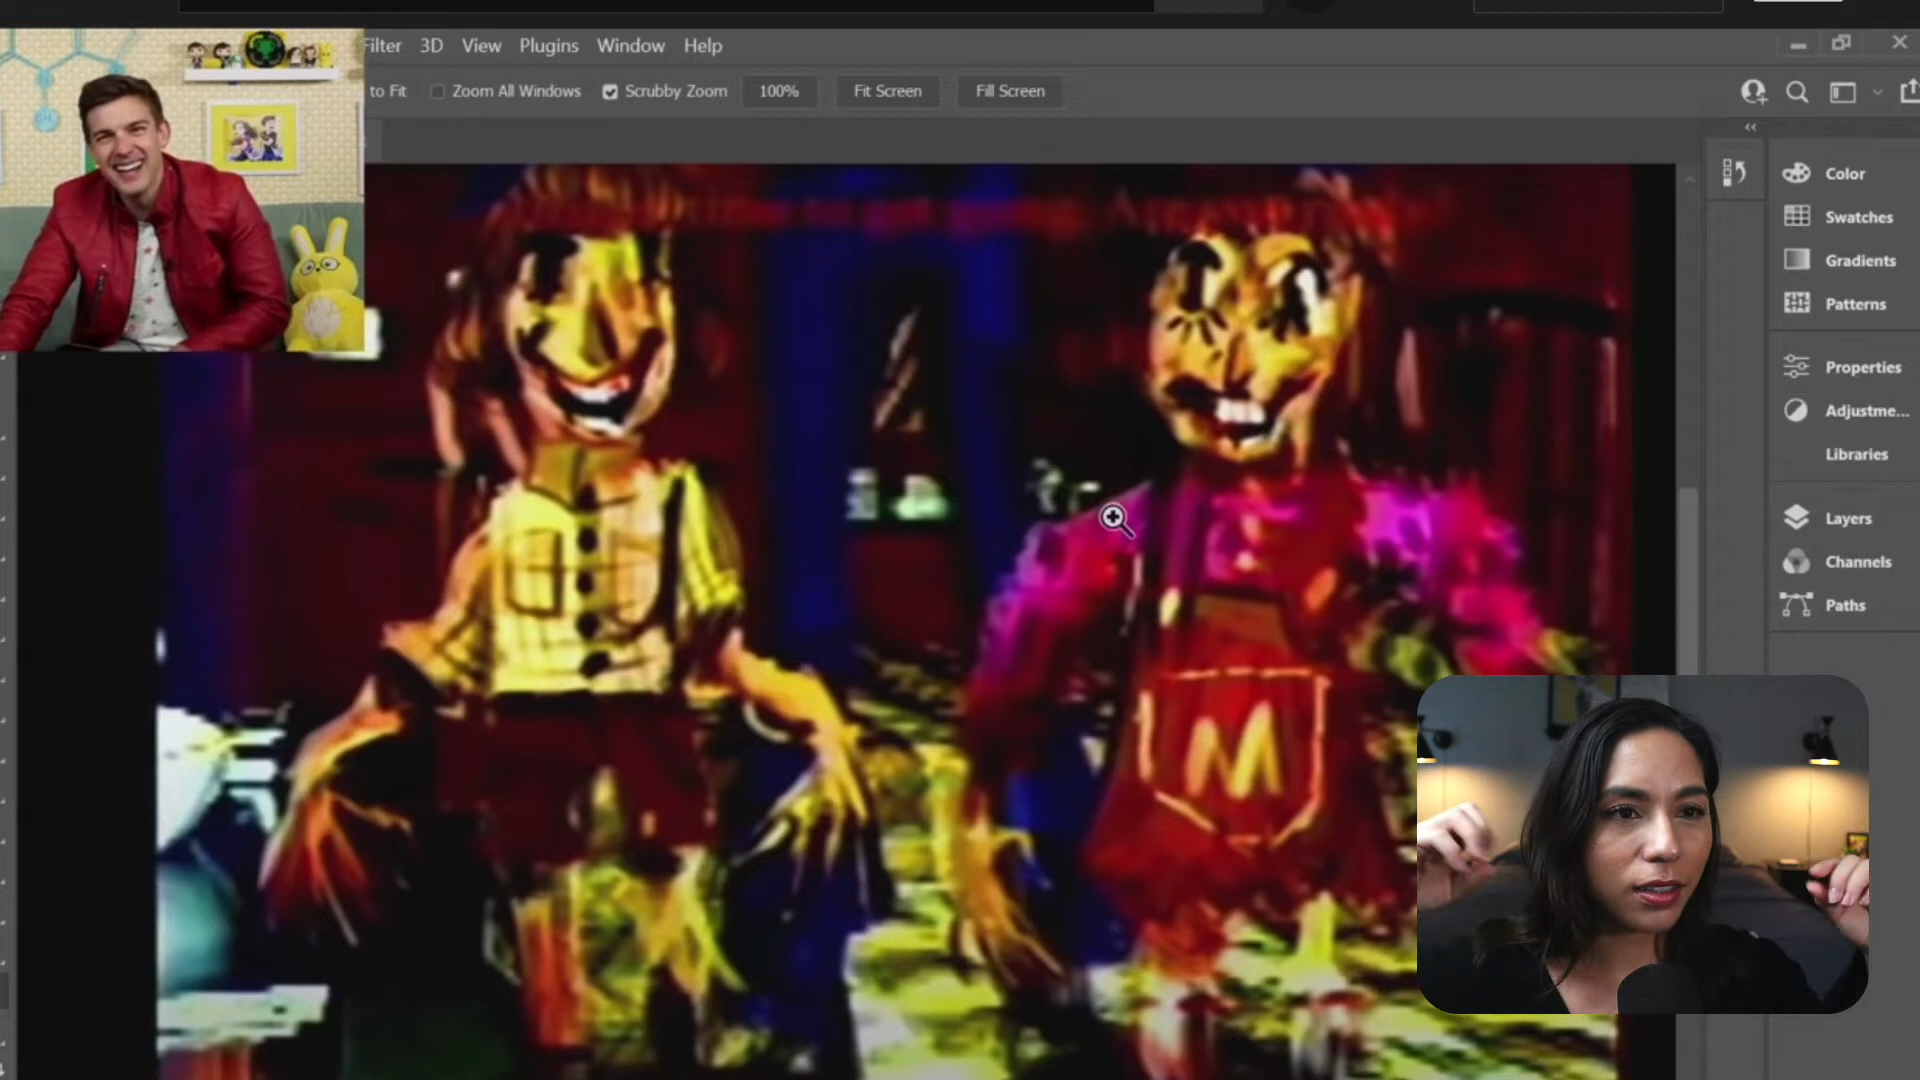 Filter 3D View Plugins Window Help
to Fit Zoom All Windows Scrubby Zoom 100% Fit Screen Fill Screen
Color
Swatches
Gradients
Patterns
Properties
Adjustme...
Libraries
Layers
Channels
Paths
M